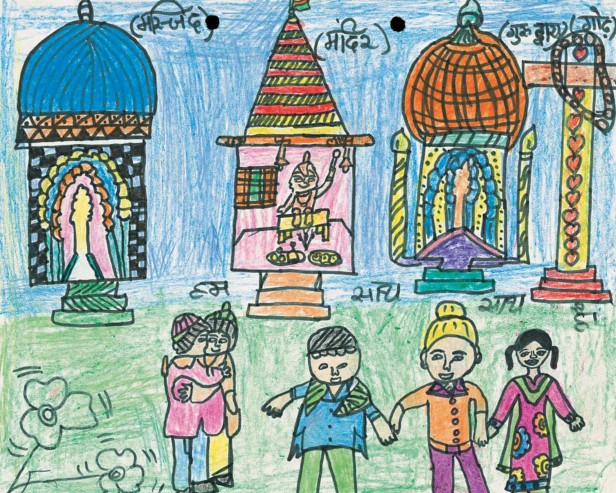 (मस्जिद)
(मंदिर)
(गुरु द्वारा)
हम साथ साथ है